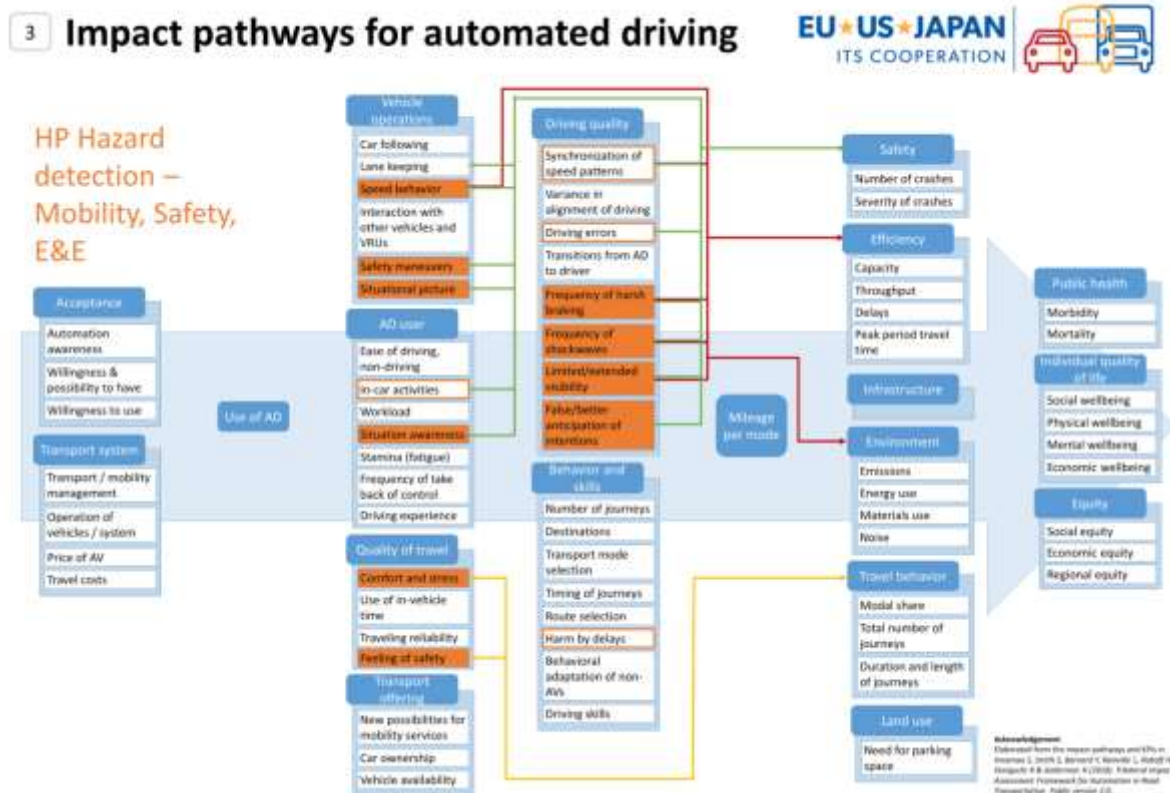 3
Impact pathways for automated driving
EU★US★JAPAN
ITS COOPERATION
HP Hazard
detection –
Mobility, Safety,
E&E
Acceptance
Automation
awareness
Willingness &
possibility to have
Willingness to use
Transport system
Transport / mobility
management
Operation of
vehicles / system
Price of AV
Travel costs
Use of AD
Vehicle
operations
Car following
Lane keeping
Speed behavior
Interaction with
other vehicles and
VRUs
Safety maneuvers
Situational picture
AD user
Ease of driving,
non-driving
In-car activities
Workload
Situation awareness
Stamina (fatigue)
Frequency of take
back of control
Driving experience
Quality of travel
Comfort and stress
Use of in-vehicle
time
Traveling reliability
Feeling of safety
Transport
offering
New possibilities for
mobility services
Car ownership
Vehicle availability
Driving quality
Synchronization of
speed patterns
Variance in
alignment of driving
Driving errors
Transitions from AD
to driver
Frequency of harsh
braking
Frequency of
shockwaves
Limited/extended
visibility
False/better
anticipation of
intentions
Behavior and
skills
Number of journeys
Destinations
Transport mode
selection
Timing of journeys
Route selection
Harm by delays
Behavioral
adaptation of non-
AVs
Driving skills
Mileage
per mode
Safety
Number of crashes
Severity of crashes
Efficiency
Capacity
Throughput
Delays
Peak period travel
time
Infrastructure
Environment
Emissions
Energy use
Materials use
Noise
Travel behavior
Modal share
Total number of
journeys
Duration and length
of journeys
Land use
Need for parking
space
Public health
Morbidity
Mortality
Individual quality
of life
Social wellbeing
Physical wellbeing
Mental wellbeing
Economic wellbeing
Equity
Social equity
Economic equity
Regional equity
Acknowledgement
Elaborated from the impact pathways and KPIs in